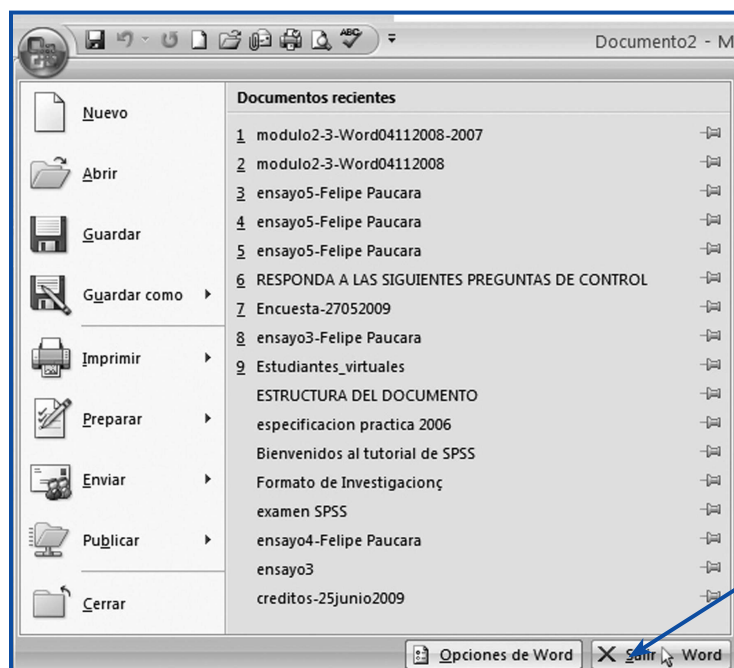 ABC
Documento2 - M
Nuevo
Abrir
Guardar
Guardar como
Imprimir
Preparar
Enviar
Publicar
Cerrar
Documentos recientes
1 modulo2-3-Word04112008-2007
2 modulo2-3-Word04112008
3 ensayo5-Felipe Paucara
4 ensayo5-Felipe Paucara
5 ensayo5-Felipe Paucara
6 RESPONDA A LAS SIGUIENTES PREGUNTAS DE CONTROL
7 Encuesta-27052009
8 ensayo3-Felipe Paucara
9 Estudiantes_virtuales
ESTRUCTURA DEL DOCUMENTO
especificacion practica 2006
Bienvenidos al tutorial de SPSS
Formato de Investigacionç
examen SPSS
ensayo4-Felipe Paucara
ensayo3
creditos-25junio2009
Opciones de Word
Salir Word